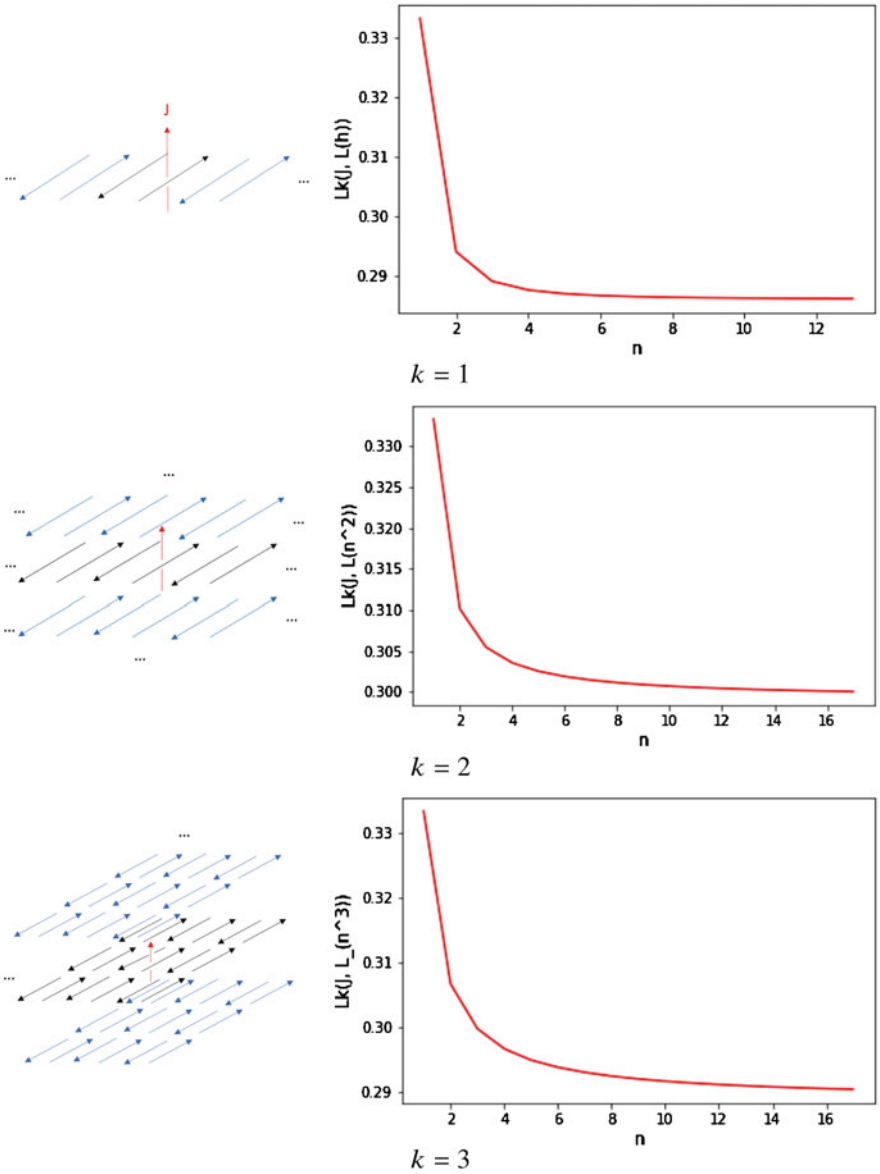 J
...
...
Lk(J, L(h))
0.33
0.32
0.31
0.30
0.29
2 4 6 8 10 12
n
k = 1
...
...
...
...
...
...
...
...
Lk(J, L(n^2))
0.330
0.325
0.320
0.315
0.310
0.305
0.300
2 4 6 8 10 12 14 16
n
k = 2
...
...
Lk(J, L_(n^3))
0.33
0.32
0.31
0.30
0.29
2 4 6 8 10 12 14 16
n
k = 3